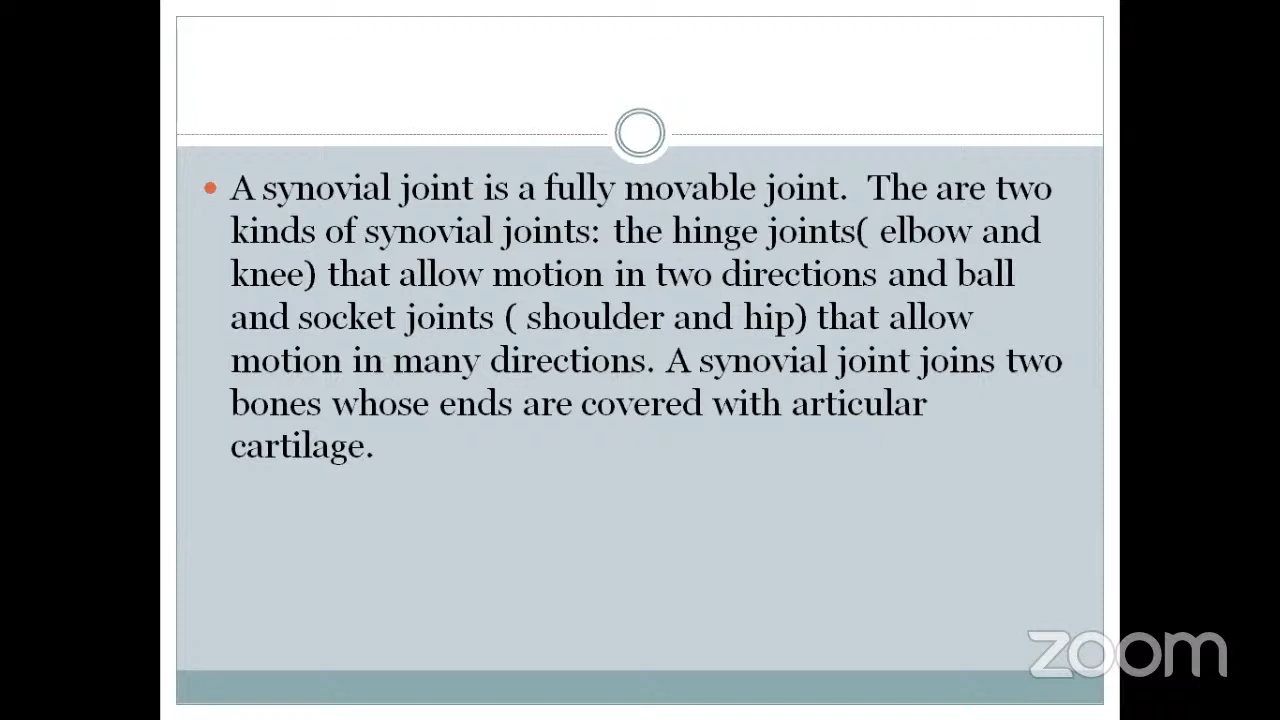 A synovial joint is a fully movable joint.  The are two
kinds of synovial joints: the hinge joints( elbow and
knee) that allow motion in two directions and ball
and socket joints ( shoulder and hip) that allow
motion in many directions. A synovial joint joins two
bones whose ends are covered with articular
cartilage.
zoom